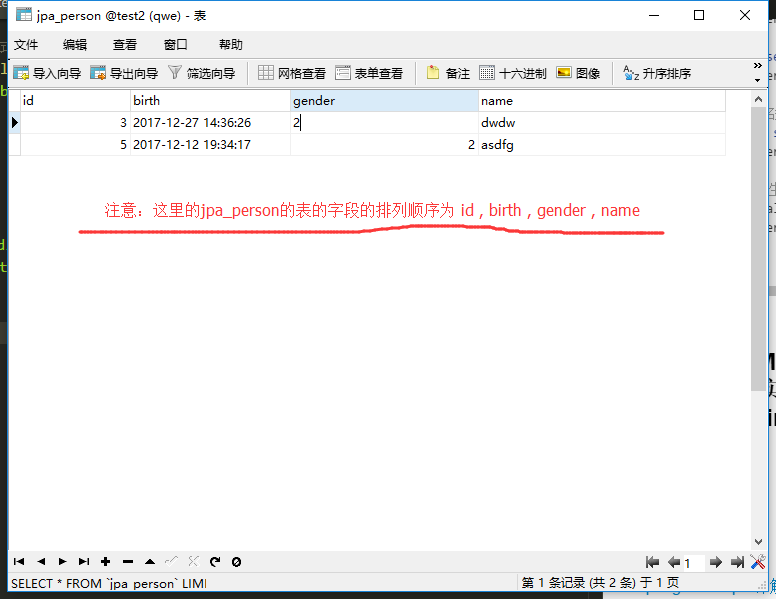 jpa_person @test2 (qwe) - 表
文件 编辑 查看 窗口 帮助
导入向导 导出向导 筛选向导 网格查看 表单查看 备注 十六进制 图像 升序排序
id birth gender name
3 2017-12-27 14:36:26 2 dwdw
5 2017-12-12 19:34:17 2 asdfg
注意：这里的jpa_person的表的字段的排列顺序为 id , birth , gender , name
1
SELECT * FROM `jpa_person` LIMI 第 1 条记录 (共 2 条) 于 1 页